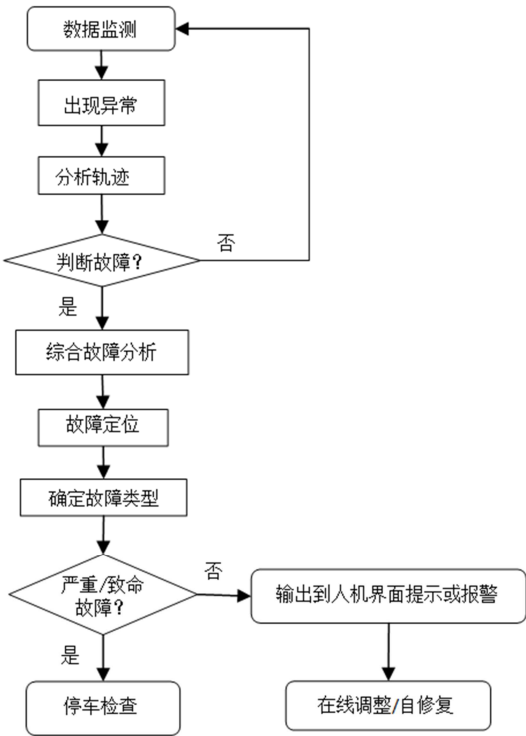 数据监测
出现异常
分析轨迹
否
判断故障?
是
综合故障分析
故障定位
确定故障类型
严重/致命
故障?
否
输出到人机界面提示或报警
是
停车检查
在线调整/自修复